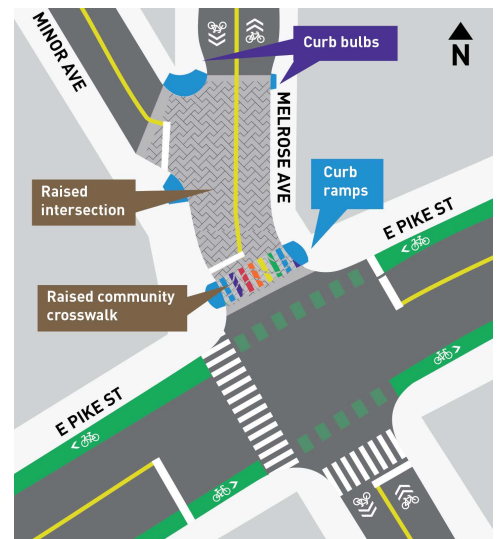 MINOR AVE
Curb bulbs
N
MELROSE AVE
Curb
ramps
Raised
intersection
E PIKE ST
Raised community
crosswalk
E PIKE ST